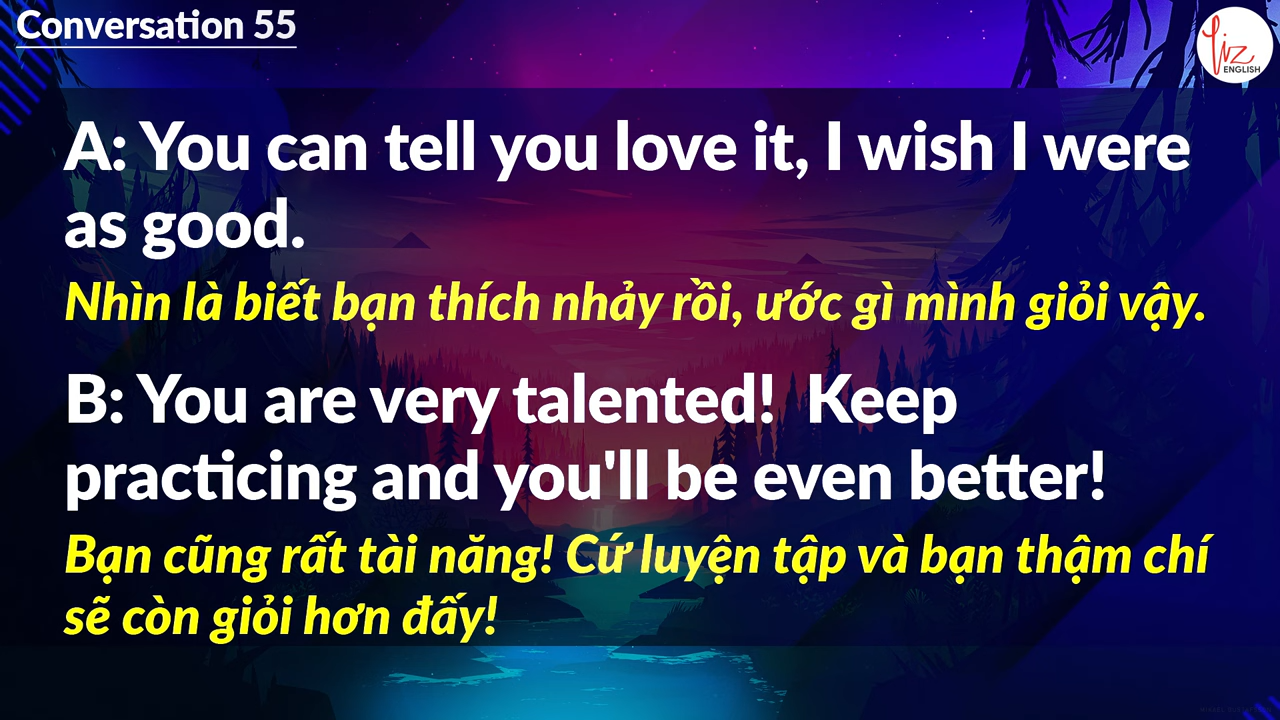 Conversation 55
Liz
ENGLISH
A: You can tell you love it, I wish I were
as good.
Nhìn là biết bạn thích nhảy rồi, ước gì mình giỏi vậy.
B: You are very talented!  Keep
practicing and you'll be even better!
Bạn cũng rất tài năng! Cứ luyện tập và bạn thậm chí
sẽ còn giỏi hơn đấy!